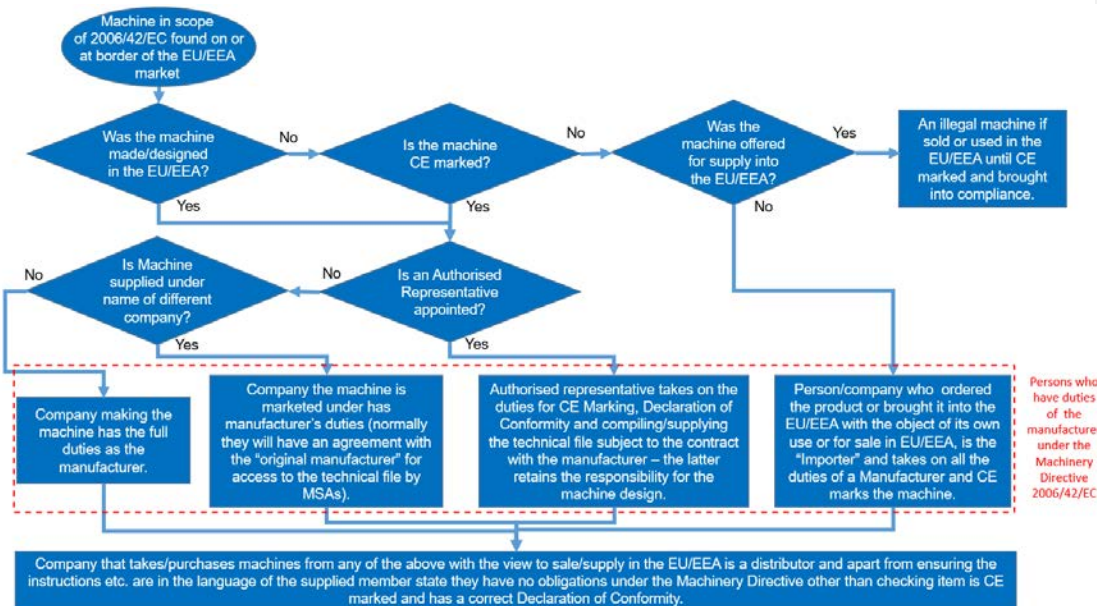 Machine in scope
of 2006/42/EC found on or
at border of the EU/EEA
market
Was the machine
made/designed
in the EU/EEA?
No
Is the machine
CE marked?
No
Was the
machine offered
for supply into
the EU/EEA?
Yes
An illegal machine if
sold or used in the
EU/EEA until CE
marked and brought
into compliance.
Yes
Yes
No
No
Is Machine
supplied under
name of different
company?
No
Is an Authorised
Representative
appointed?
Yes
Yes
Company making the
machine has the full
duties as the
manufacturer.
Company the machine is
marketed under has
manufacturer's duties (normally
they will have an agreement with
the “original manufacturer” for
access to the technical file by
MSAs).
Authorised representative takes on the
duties for CE Marking, Declaration of
Conformity and compiling/supplying
the technical file subject to the contract
with the manufacturer – the latter
retains the responsibility for the
machine design.
Person/company who ordered
the product or brought it into the
EU/EEA with the object of its own
use or for sale in EU/EEA, is the
“Importer” and takes on all the
duties of a Manufacturer and CE
marks the machine.
Persons who
have duties
of the
manufacturer
under the
Machinery
Directive
2006/42/EC
Company that takes/purchases machines from any of the above with the view to sale/supply in the EU/EEA is a distributor and apart from ensuring the
instructions etc. are in the language of the supplied member state they have no obligations under the Machinery Directive other than checking item is CE
marked and has a correct Declaration of Conformity.